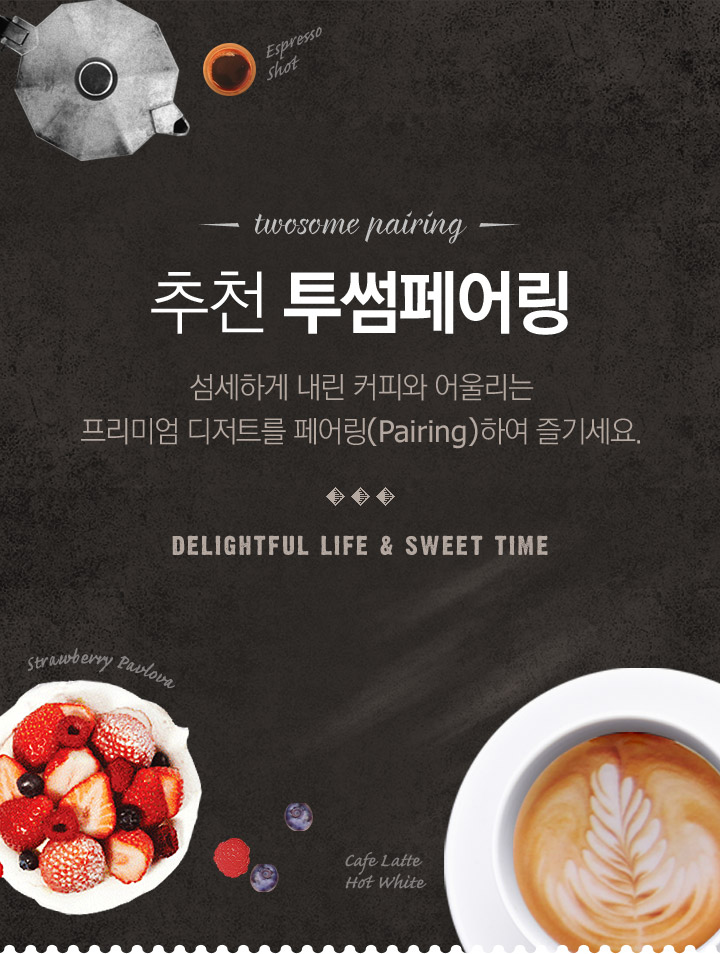 Espresso
Shot
twosome pairing
추천 투썸페어링
섬세하게 내린 커피와 어울리는
프리미엄 디저트를 페어링(Pairing)하여 즐기세요.
DELIGHTFUL LIFE & SWEET TIME
Strawberry Pavlova
Cafe Latte
Hot White